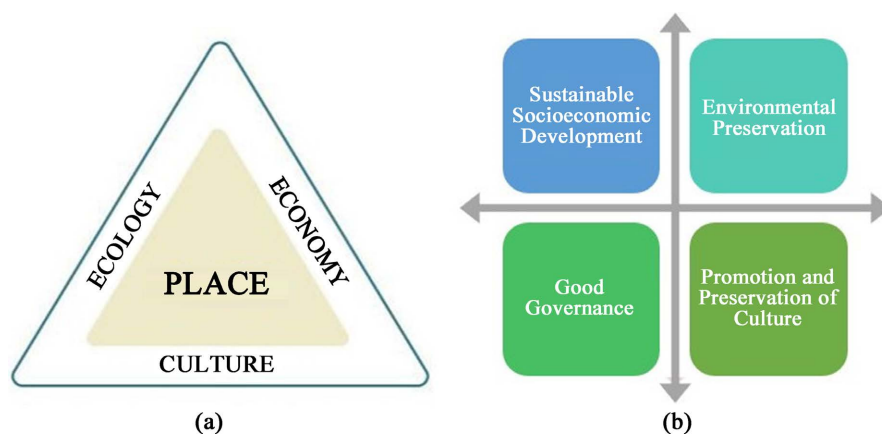 ECOLOGY
ECONOMY
PLACE
CULTURE
(a)
Sustainable
Socioeconomic
Development
Environmental
Preservation
Good
Governance
Promotion and
Preservation of
Culture
(b)